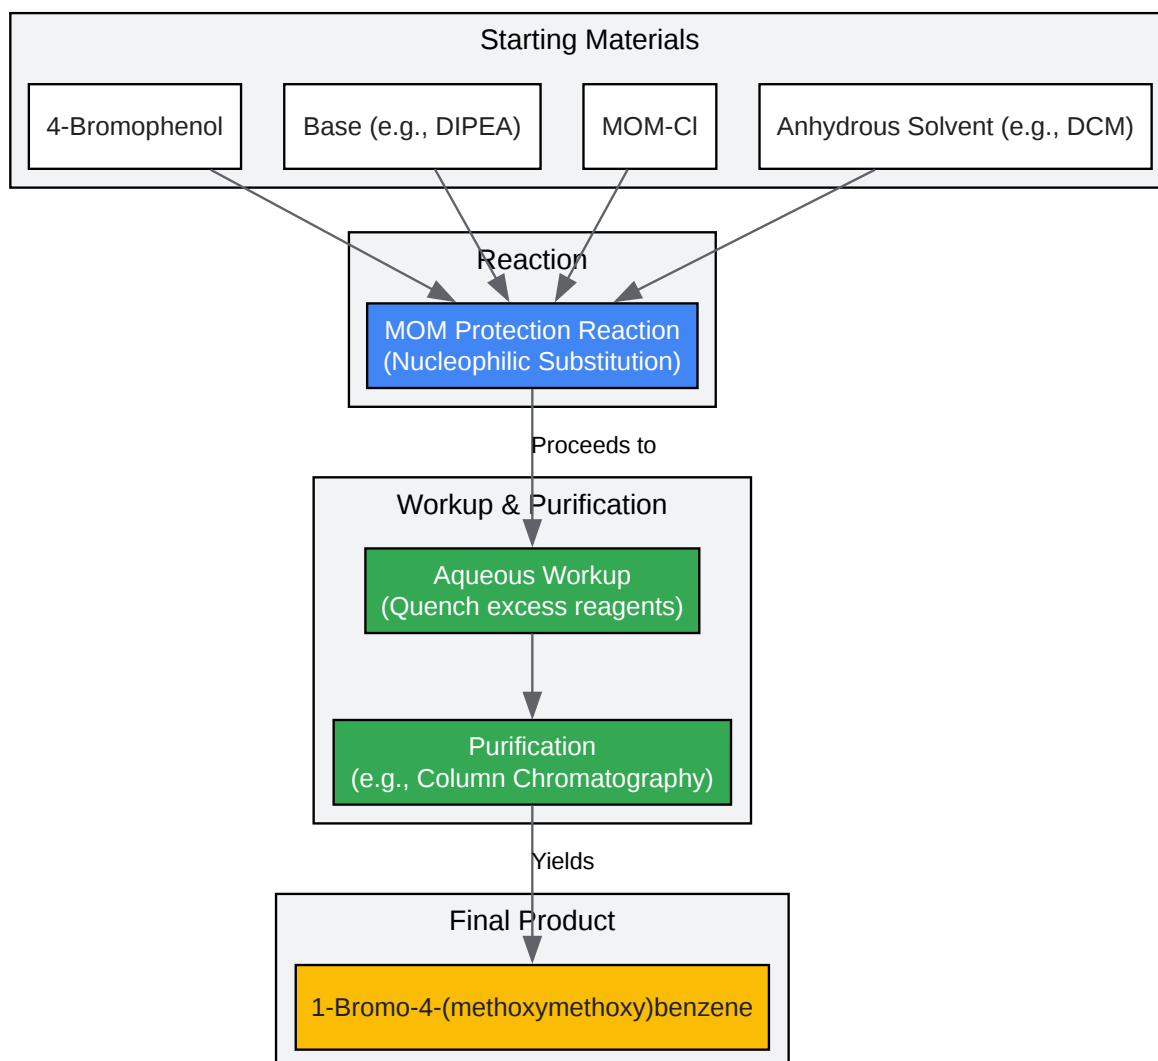 Starting Materials
4-Bromophenol
Base (e.g., DIPEA)
MOM-Cl
Anhydrous Solvent (e.g., DCM)
Reaction
MOM Protection Reaction
(Nucleophilic Substitution)
Proceeds to
Workup & Purification
Aqueous Workup
(Quench excess reagents)
Purification
(e.g., Column Chromatography)
Yields
Final Product
1-Bromo-4-(methoxymethoxy)benzene